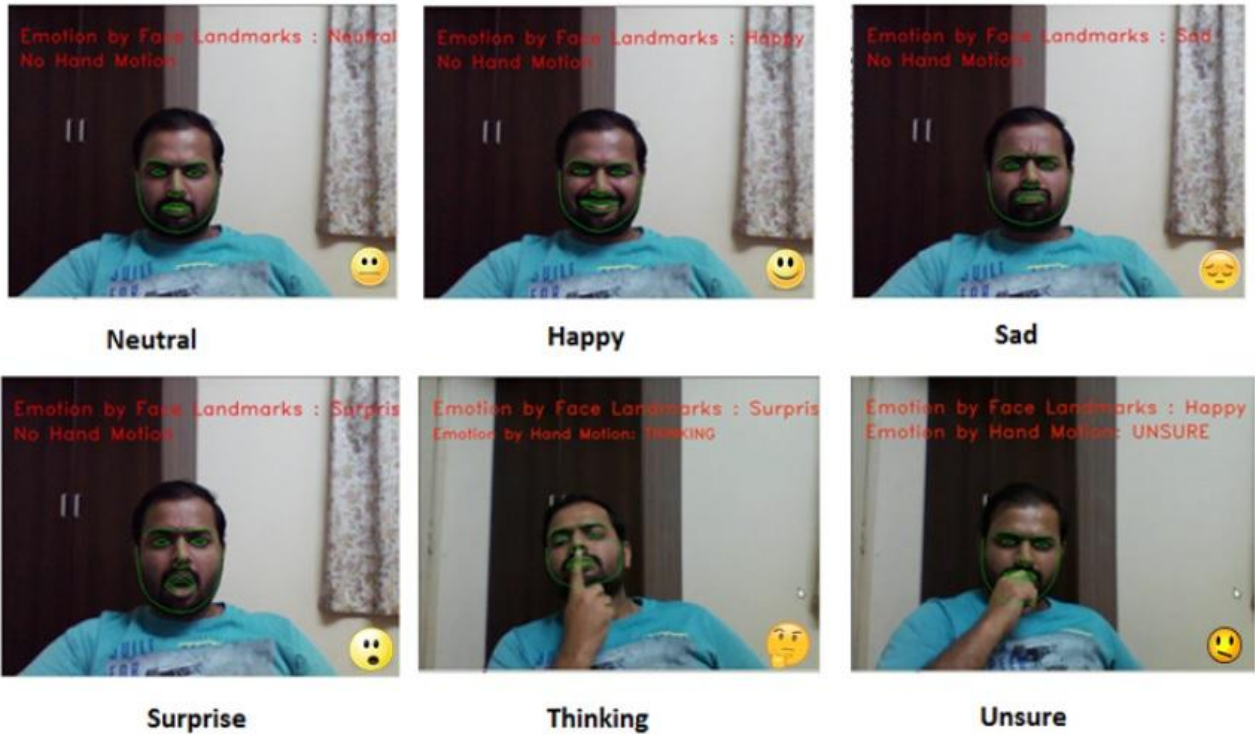 Emotion by Face Landmarks : Neutral
No Hand Motion
Emotion by Face Landmarks : Happy
No Hand Motion
Emotion by Face Landmarks : Sad
No Hand Motion
Neutral
Happy
Sad
Emotion by Face Landmarks : Surpris
No Hand Motion
Emotion by Face Landmarks : Surpris
Emotion by Hand Motion: THINKING
Emotion by Face Landmarks : Happy
Emotion by Hand Motion: UNSURE
Surprise
Thinking
Unsure